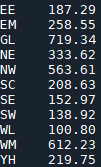 EE 187.29
EM 258.55
GL 719.34
NE 333.62
NW 563.61
SC 208.63
SE 152.97
SW 138.92
WL 100.80
WM 612.23
YH 219.75